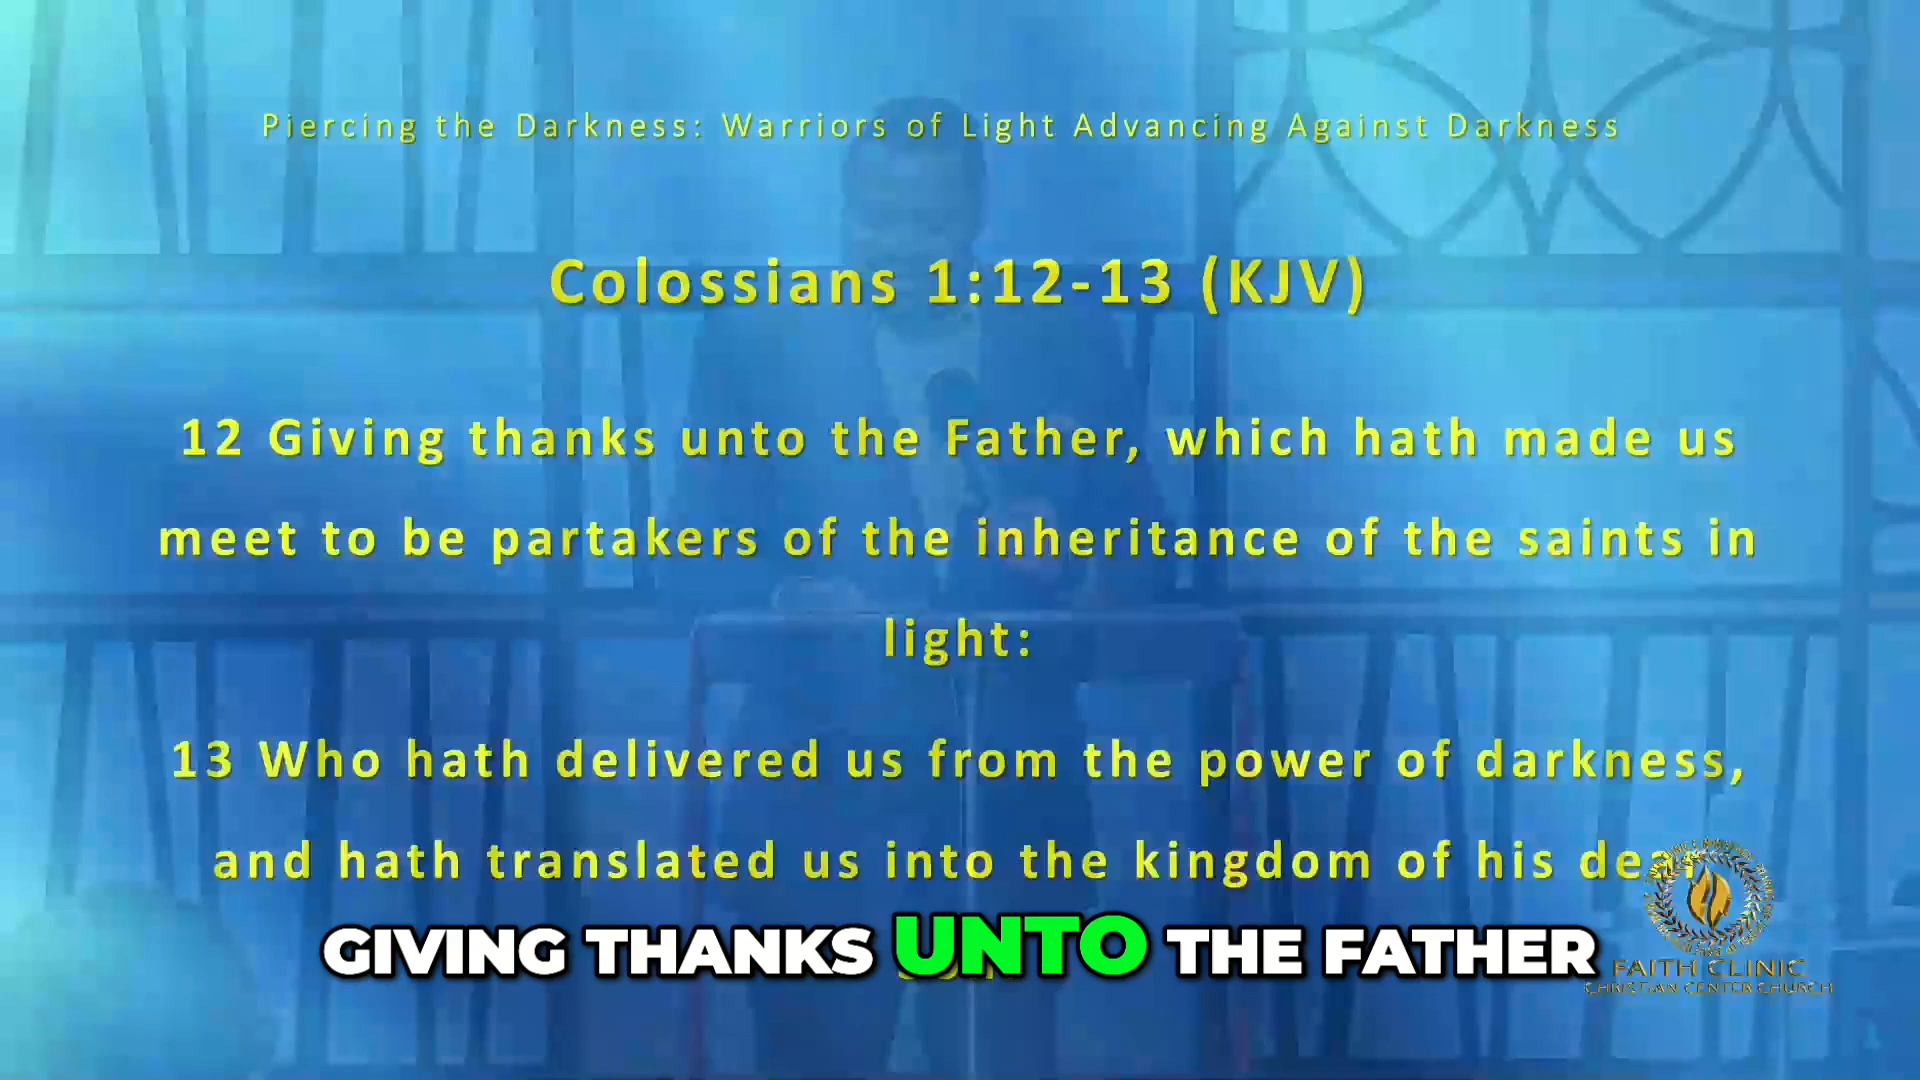 Piercing the Darkness: Warriors of Light Advancing Against Darkness
Colossians 1:12-13 (KJV)
12 Giving thanks unto the Father, which hath made us
meet to be partakers of the inheritance of the saints in
light:
13 Who hath delivered us from the power of darkness,
and hath translated us into the kingdom of his dear
GIVING THANKS UNTO THE FATHER
FAITH CLINIC
CHRISTIAN CENTER CHURCH